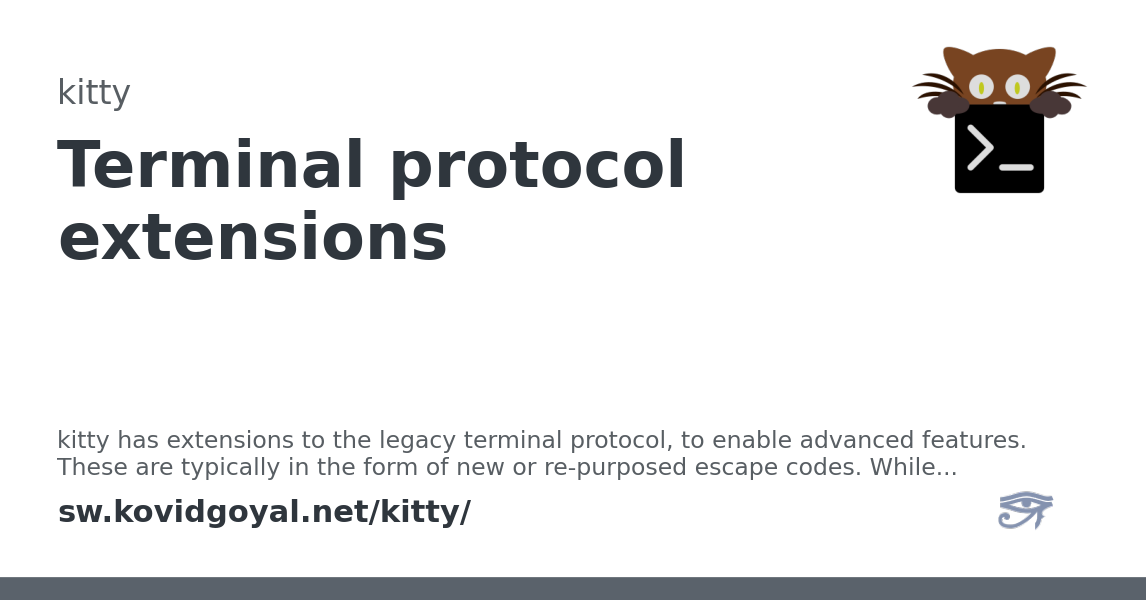 kitty
Terminal protocol
extensions
kitty has extensions to the legacy terminal protocol, to enable advanced features.
These are typically in the form of new or re-purposed escape codes. While...
sw.kovidgoyal.net/kitty/